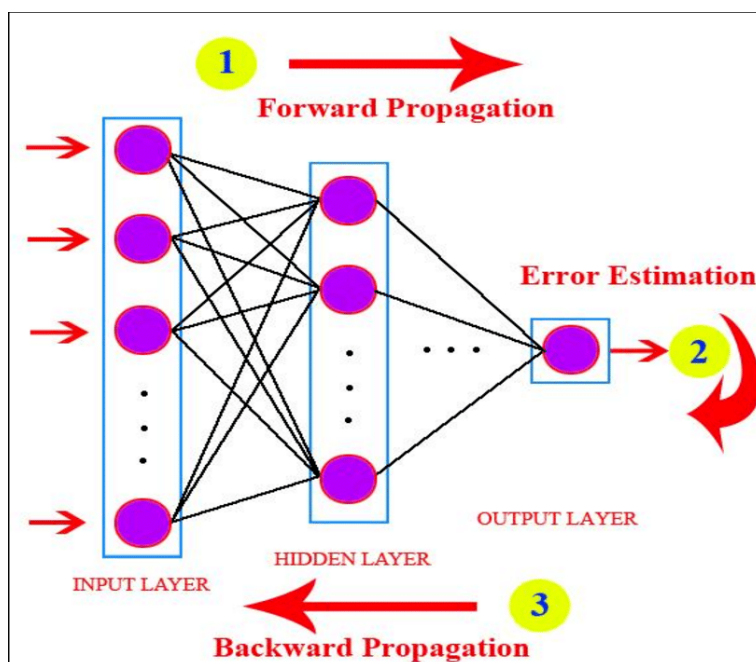 1
Forward Propagation
Error Estimation
2
OUTPUT LAYER
HIDDEN LAYER
INPUT LAYER
3
Backward Propagation